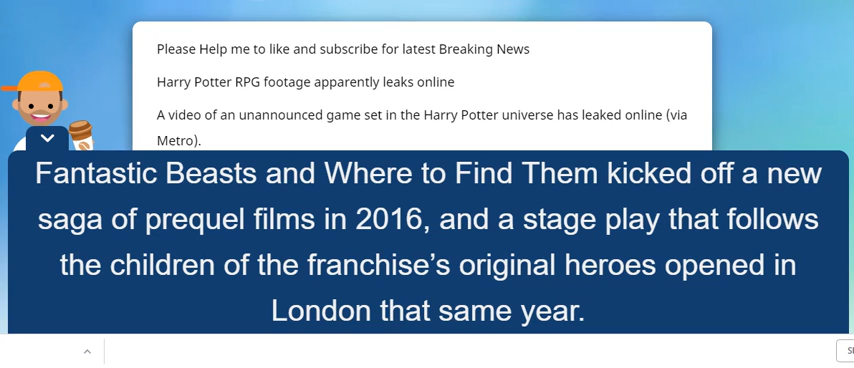 Please Help me to like and subscribe for latest Breaking News
Harry Potter RPG footage apparently leaks online
A video of an unannounced game set in the Harry Potter universe has leaked online (via
Metro).
Fantastic Beasts and Where to Find Them kicked off a new
saga of prequel films in 2016, and a stage play that follows
the children of the franchise’s original heroes opened in
London that same year.